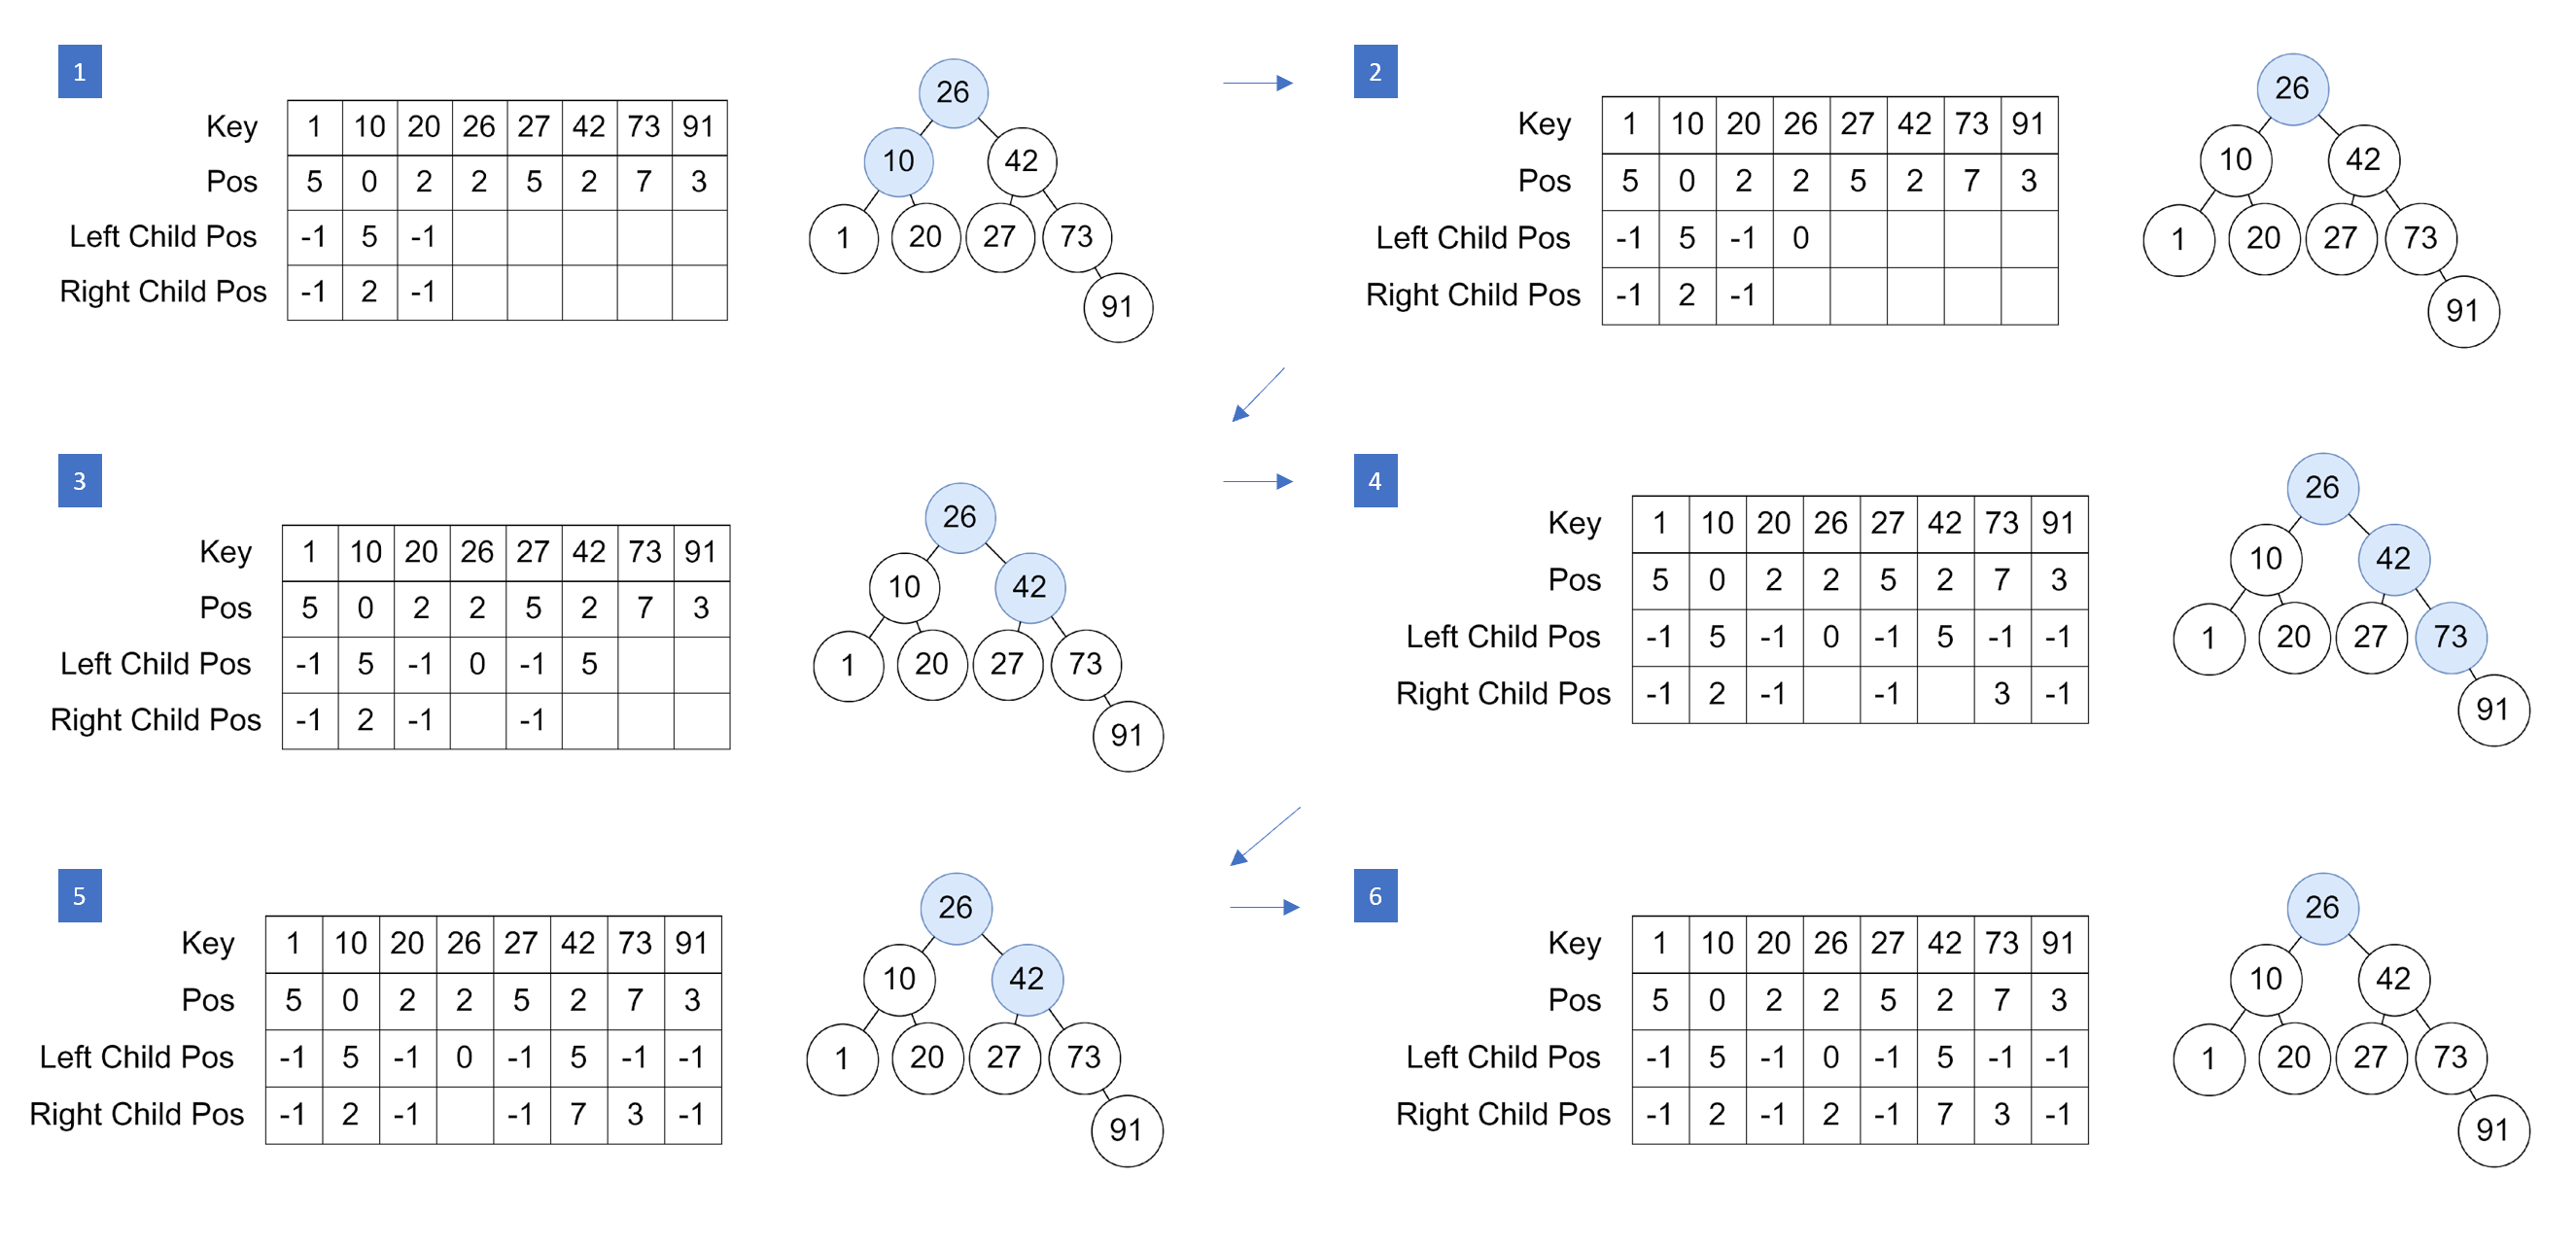 1
Key 1 10 20 26 27 42 73 91
Pos 5 0 2 2 5 2 7 3
Left Child Pos -1 5 -1
Right Child Pos -1 2 -1
26
10 42
1 20 27 73
91
2
Key 1 10 20 26 27 42 73 91
Pos 5 0 2 2 5 2 7 3
Left Child Pos -1 5 -1 0
Right Child Pos -1 2 -1
26
10 42
1 20 27 73
91
3
Key 1 10 20 26 27 42 73 91
Pos 5 0 2 2 5 2 7 3
Left Child Pos -1 5 -1 0 -1 5
Right Child Pos -1 2 -1 -1
26
10 42
1 20 27 73
91
4
Key 1 10 20 26 27 42 73 91
Pos 5 0 2 2 5 2 7 3
Left Child Pos -1 5 -1 0 -1 5 -1 -1
Right Child Pos -1 2 -1 -1 3 -1
26
10 42
1 20 27 73
91
5
Key 1 10 20 26 27 42 73 91
Pos 5 0 2 2 5 2 7 3
Left Child Pos -1 5 -1 0 -1 5 -1 -1
Right Child Pos -1 2 -1 -1 7 3 -1
26
10 42
1 20 27 73
91
6
Key 1 10 20 26 27 42 73 91
Pos 5 0 2 2 5 2 7 3
Left Child Pos -1 5 -1 0 -1 5 -1 -1
Right Child Pos -1 2 -1 2 -1 7 3 -1
26
10 42
1 20 27 73
91